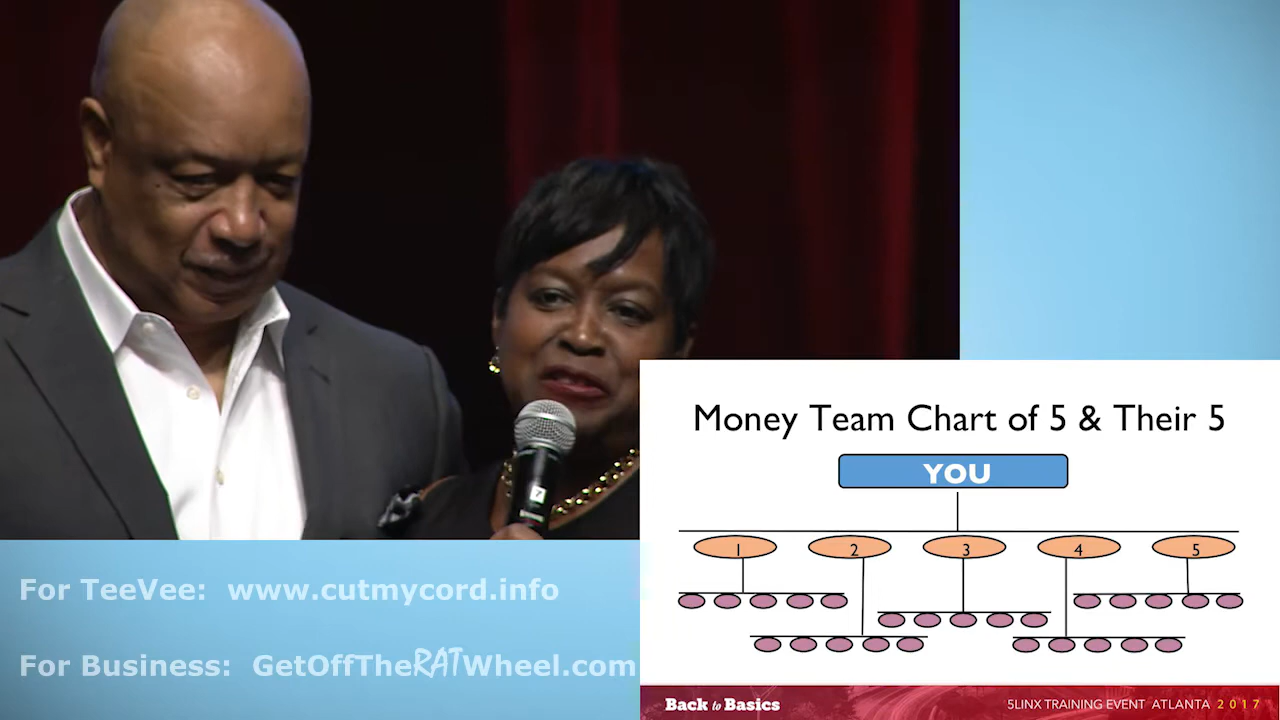 Money Team Chart of 5 & Their 5
YOU
1 2 3 4 5
For TeeVee: www.cutmycord.info
For Business: GetOffTheRATWheel.com
Back to Basics
5LINX TRAINING EVENT ATLANTA 2017
7